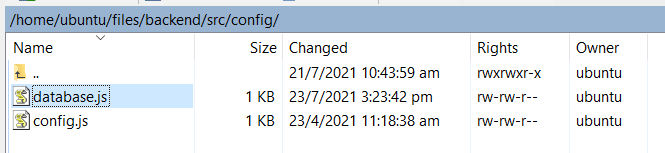 /home/ubuntu/files/backend/src/config/
Name Size Changed Rights Owner
.. 21/7/2021 10:43:59 am rwxrwxr-x ubuntu
database.js 1 KB 23/7/2021 3:23:42 pm rw-rw-r-- ubuntu
config.js 1 KB 23/4/2021 11:18:38 am rw-rw-r-- ubuntu